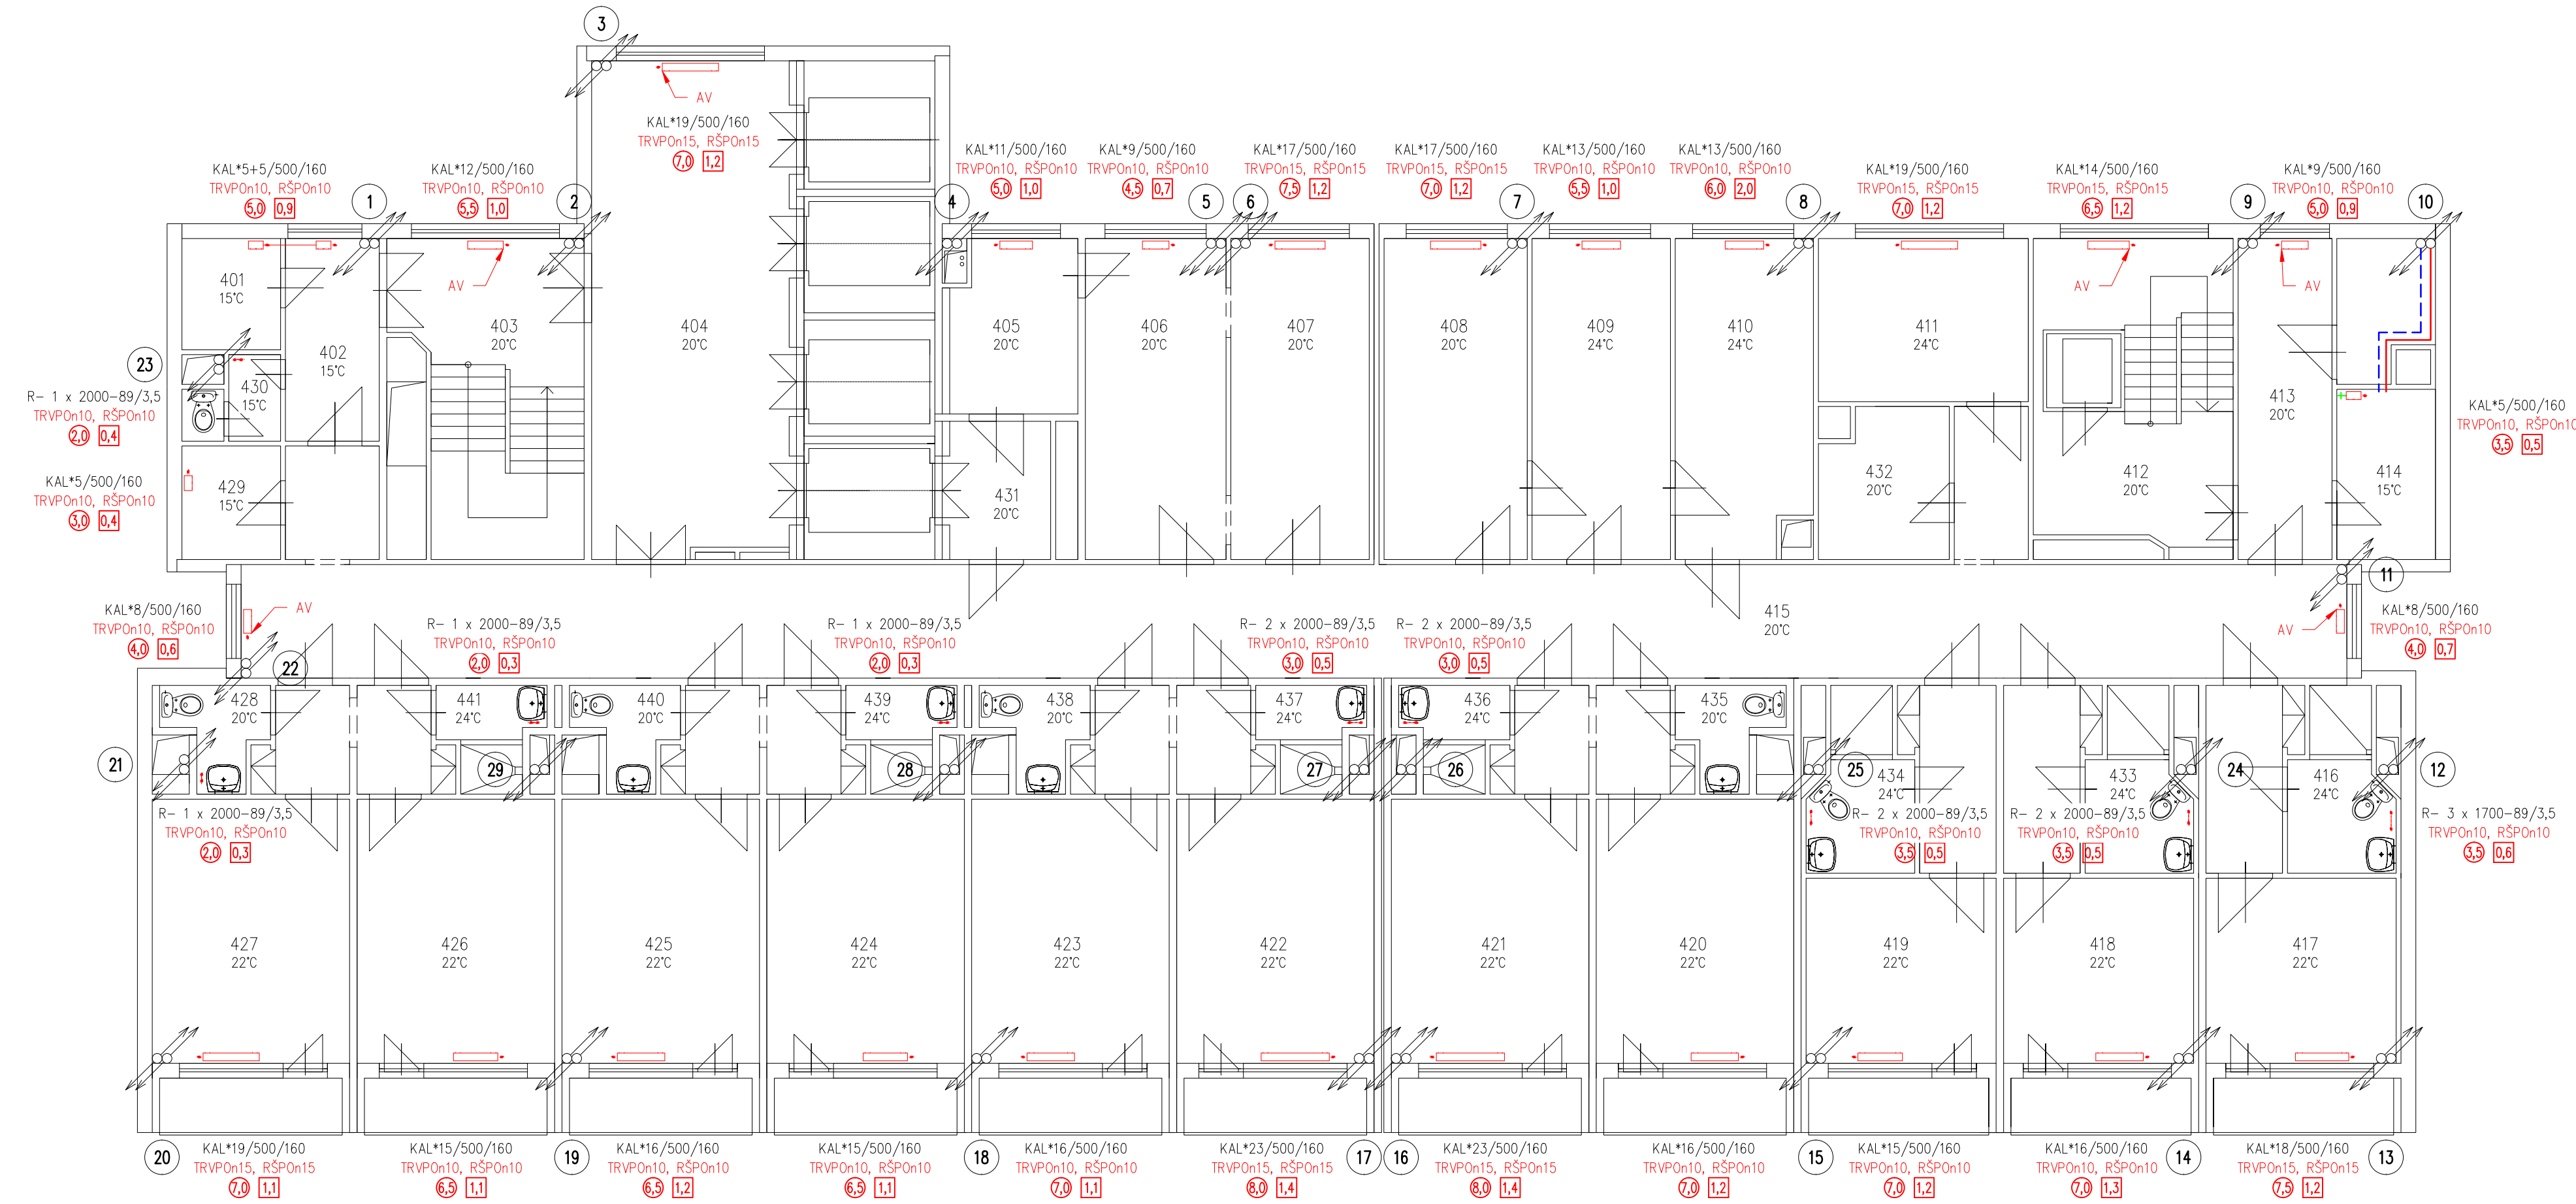 3
AV
KAL*19/500/160
TRVPOn15, RŠPOn15
7,0 1,2
KAL*5+5/500/160
TRVPOn10, RŠPOn10
5,0 0,9
1
KAL*12/500/160
TRVPOn10, RŠPOn10
5,5 1,0
2
4
KAL*11/500/160
TRVPOn10, RŠPOn10
5,0 1,0
KAL*9/500/160
TRVPOn10, RŠPOn10
4,5 0,7
5
6
KAL*17/500/160
TRVPOn15, RŠPOn15
7,5 1,2
KAL*17/500/160
TRVPOn15, RŠPOn15
7,0 1,2
7
KAL*13/500/160
TRVPOn10, RŠPOn10
5,5 1,0
KAL*13/500/160
TRVPOn10, RŠPOn10
6,0 2,0
8
KAL*19/500/160
TRVPOn15, RŠPOn15
7,0 1,2
KAL*14/500/160
TRVPOn15, RŠPOn15
6,5 1,2
9
KAL*9/500/160
TRVPOn10, RŠPOn10
5,0 0,9
10
401
15°C
402
15°C
AV
403
20°C
404
20°C
405
20°C
406
20°C
407
20°C
408
20°C
409
24°C
410
24°C
411
24°C
AV
412
20°C
AV
413
20°C
414
15°C
23
R- 1 x 2000-89/3,5
TRVPOn10, RŠPOn10
2,0 0,4
430
15°C
KAL*5/500/160
TRVPOn10, RŠPOn10
3,0 0,4
429
15°C
431
20°C
432
20°C
KAL*5/500/160
TRVPOn10, RŠPOn10
3,5 0,5
11
KAL*8/500/160
TRVPOn10, RŠPOn10
4,0 0,6
AV
22
R- 1 x 2000-89/3,5
TRVPOn10, RŠPOn10
2,0 0,3
R- 1 x 2000-89/3,5
TRVPOn10, RŠPOn10
2,0 0,3
R- 2 x 2000-89/3,5
TRVPOn10, RŠPOn10
3,0 0,5
R- 2 x 2000-89/3,5
TRVPOn10, RŠPOn10
3,0 0,5
415
20°C
AV
KAL*8/500/160
TRVPOn10, RŠPOn10
4,0 0,7
428
20°C
441
24°C
440
20°C
439
24°C
438
20°C
437
24°C
436
24°C
435
20°C
21
29
28
27
26
25
434
24°C
433
24°C
24
416
24°C
12
R- 1 x 2000-89/3,5
TRVPOn10, RŠPOn10
2,0 0,3
R- 2 x 2000-89/3,5
TRVPOn10, RŠPOn10
3,5 0,5
R- 2 x 2000-89/3,5
TRVPOn10, RŠPOn10
3,5 0,5
R- 3 x 1700-89/3,5
TRVPOn10, RŠPOn10
3,5 0,6
427
22°C
426
22°C
425
22°C
424
22°C
423
22°C
422
22°C
421
22°C
420
22°C
419
22°C
418
22°C
417
22°C
20
KAL*19/500/160
TRVPOn15, RŠPOn15
7,0 1,1
KAL*15/500/160
TRVPOn10, RŠPOn10
6,5 1,1
19
KAL*16/500/160
TRVPOn10, RŠPOn10
6,5 1,2
KAL*15/500/160
TRVPOn10, RŠPOn10
6,5 1,1
18
KAL*16/500/160
TRVPOn10, RŠPOn10
7,0 1,1
KAL*23/500/160
TRVPOn15, RŠPOn15
8,0 1,4
17
16
KAL*23/500/160
TRVPOn15, RŠPOn15
8,0 1,4
KAL*16/500/160
TRVPOn10, RŠPOn10
7,0 1,2
15
KAL*15/500/160
TRVPOn10, RŠPOn10
7,0 1,2
KAL*16/500/160
TRVPOn10, RŠPOn10
7,0 1,3
14
KAL*18/500/160
TRVPOn15, RŠPOn15
7,5 1,2
13